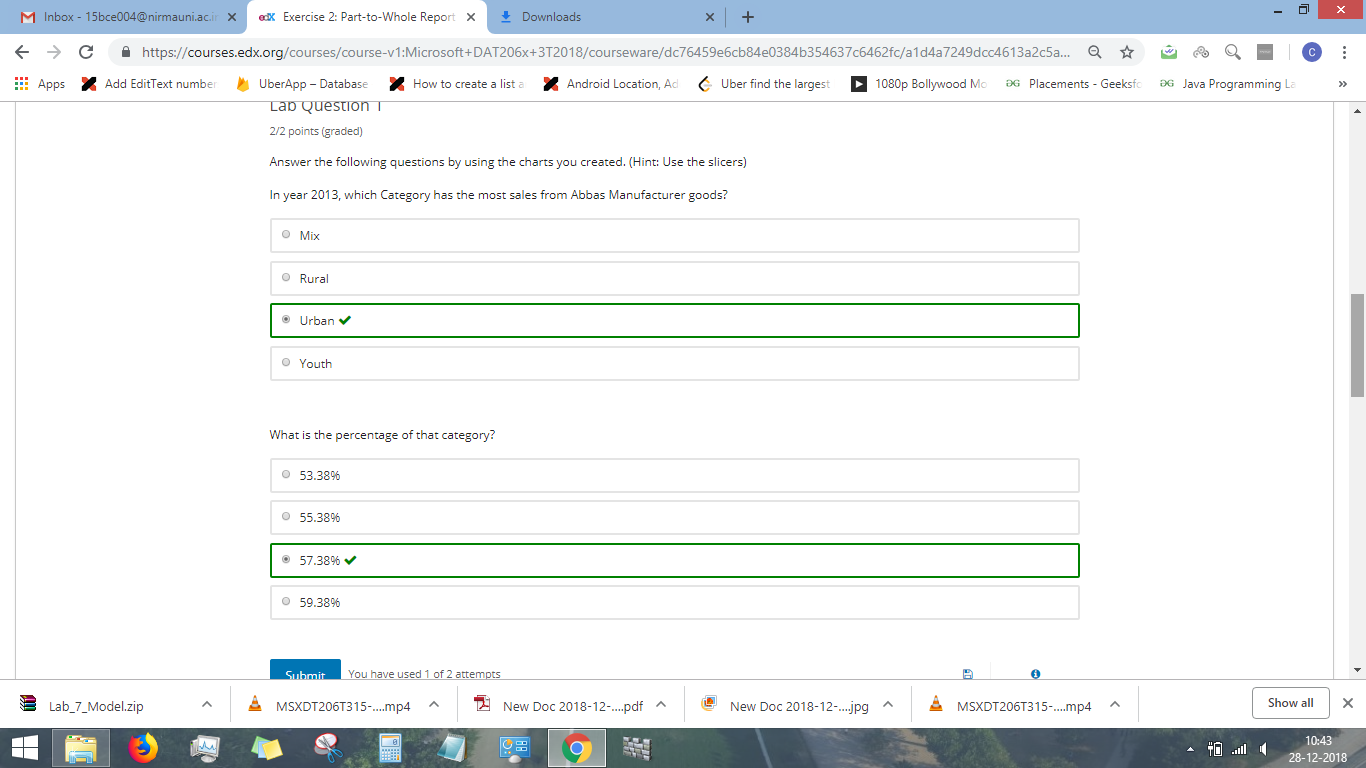 Inbox - 15bce004@nirmauni.ac.in
edX Exercise 2: Part-to-Whole Report
Downloads
https://courses.edx.org/courses/course-v1:Microsoft+DAT206x+3T2018/courseware/dc76459e6cb84e0384b354637c6462fc/a1d4a7249dcc4613a2c5a...
C
Apps
Add EditText number
UberApp – Database
How to create a list a
Android Location, Ad
Uber find the largest
1080p Bollywood Mo
Placements - Geeksfo
Java Programming La
»
Lab Question 1
2/2 points (graded)
Answer the following questions by using the charts you created. (Hint: Use the slicers)
In year 2013, which Category has the most sales from Abbas Manufacturer goods?
Mix
Rural
Urban
Youth
What is the percentage of that category?
53.38%
55.38%
57.38%
59.38%
Submit
You have used 1 of 2 attempts
Lab_7_Model.zip
MSXDT206T315-....mp4
New Doc 2018-12-....pdf
New Doc 2018-12-....jpg
MSXDT206T315-....mp4
Show all
10:43
28-12-2018